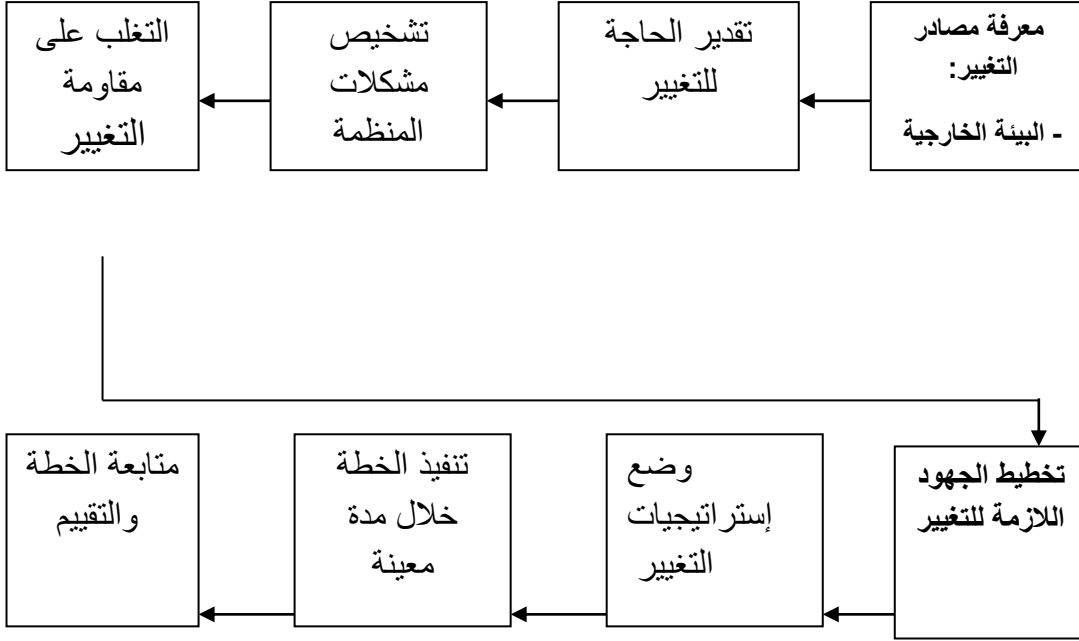 معرفة مصادر
التغيير:
- البيئة الخارجية
تقدير الحاجة
للتغيير
تشخيص
مشكلات
المنظمة
التغلب على
مقاومة
التغيير
تخطيط الجهود
اللازمة للتغيير
وضع
إستراتيجيات
التغيير
تنفيذ الخطة
خلال مدة
معينة
متابعة الخطة
والتقييم